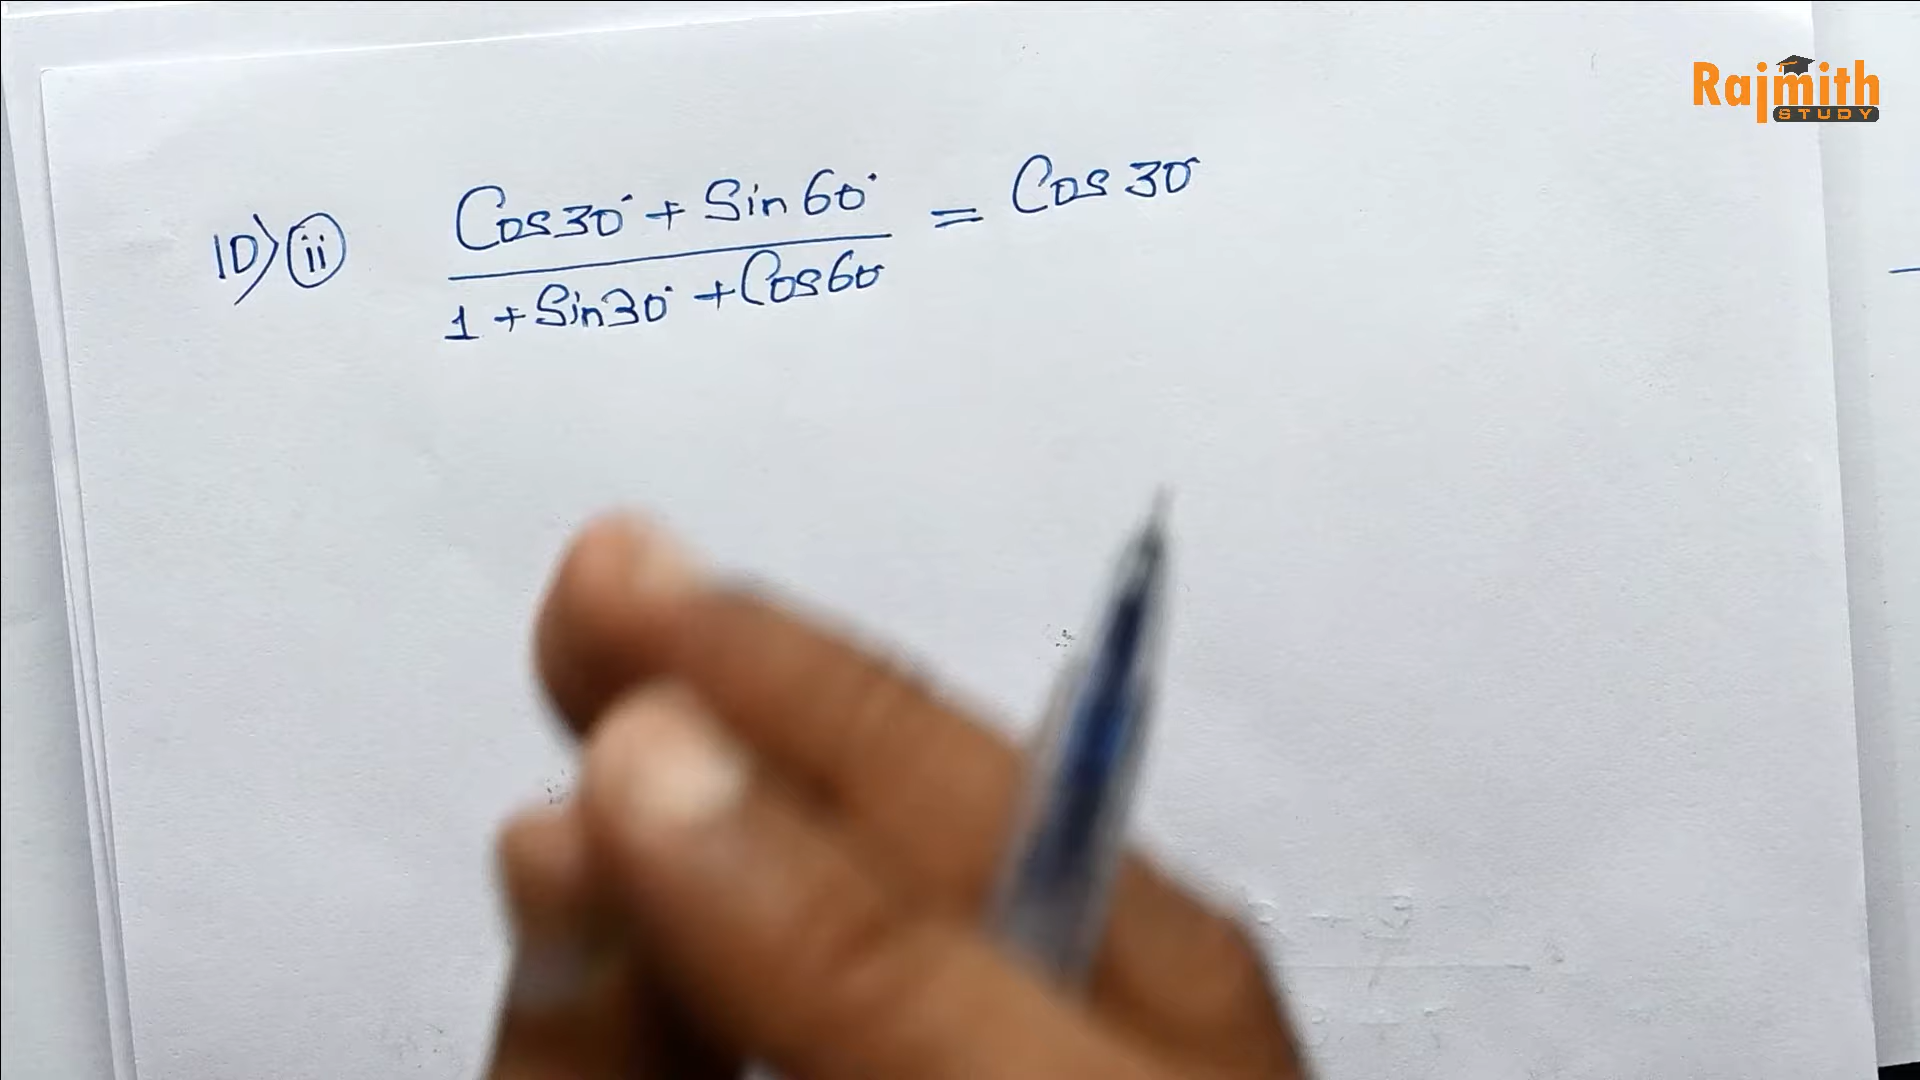 Rajmith
STUDY
10) ii Cos30° + Sin60° / 1 + Sin30° + Cos60° = Cos30°